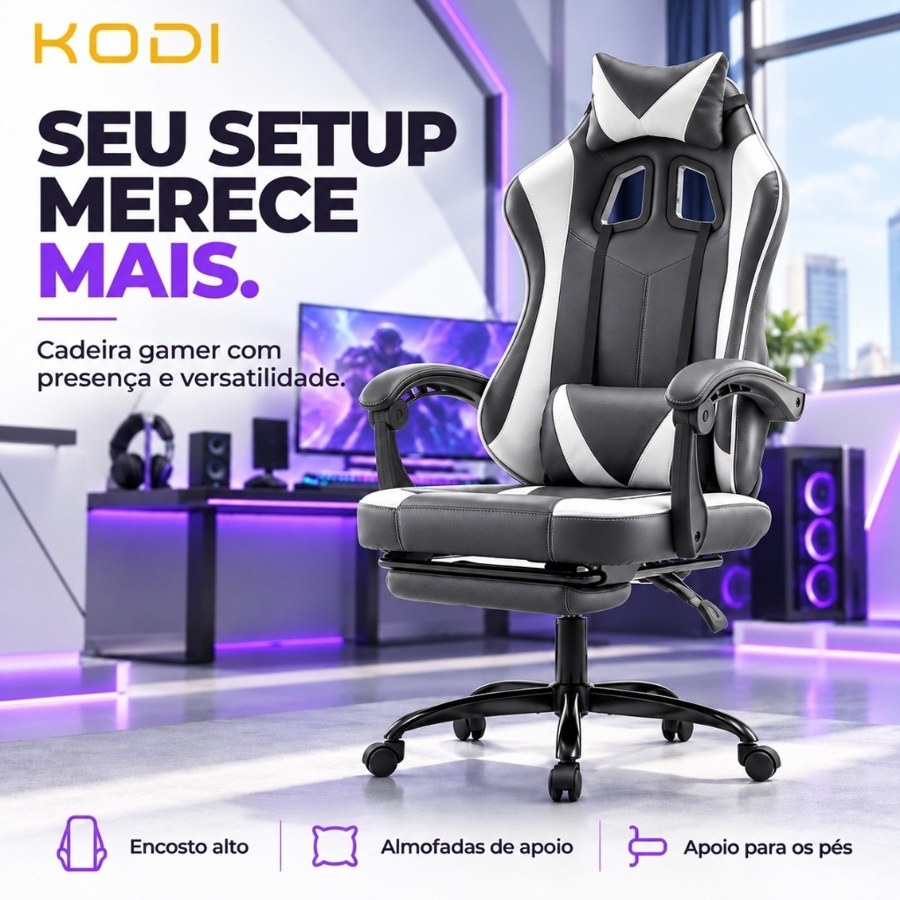 KODI
SEU SETUP
MERECE
MAIS.
Cadeira gamer com
presença e versatilidade.
Encosto alto
Almofadas de apoio
Apoio para os pés